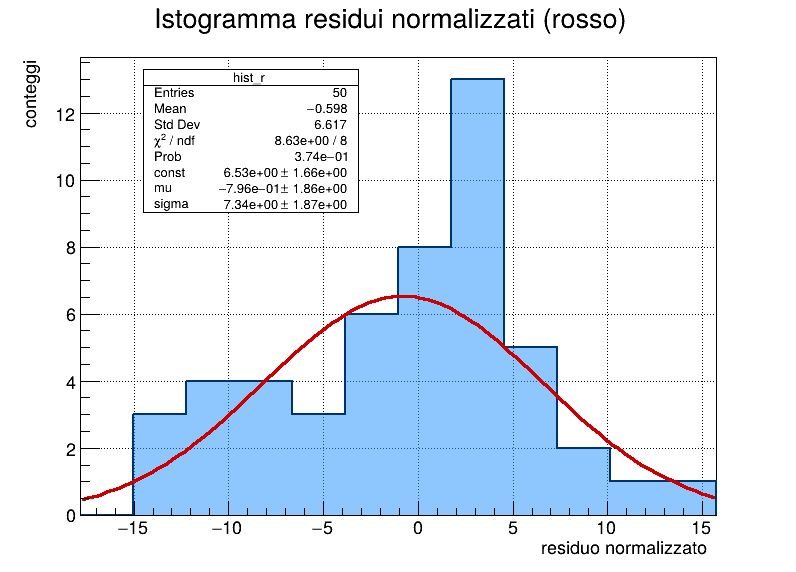 Istogramma residui normalizzati (rosso)
conteggi
hist_r
Entries 50
Mean −0.598
Std Dev 6.617
χ² / ndf 8.63e+00 / 8
Prob 3.74e−01
const 6.53e+00 ± 1.66e+00
mu −7.96e−01 ± 1.86e+00
sigma 7.34e+00 ± 1.87e+00
12
10
8
6
4
2
0
−15 −10 −5 0 5 10 15
residuo normalizzato